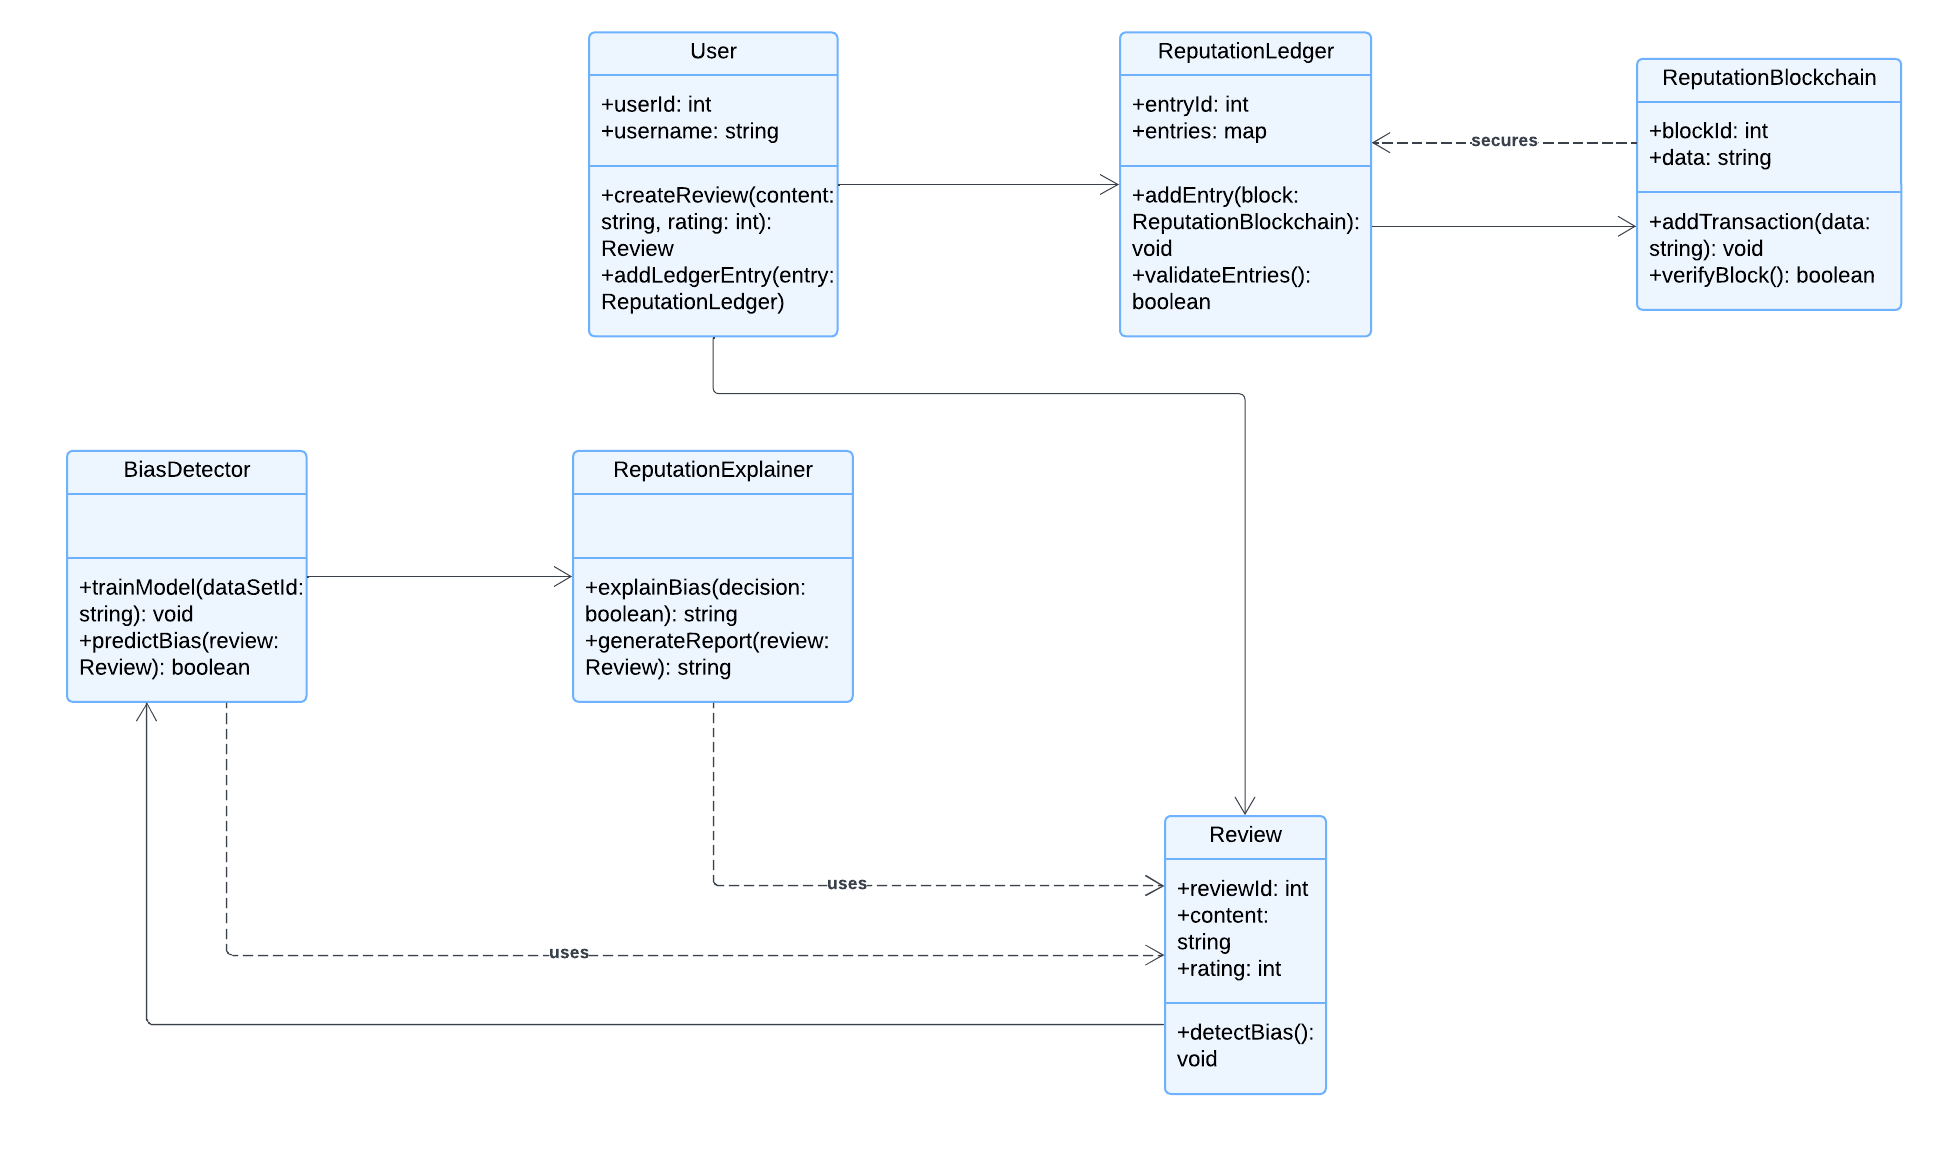 User
+userId: int
+username: string
+createReview(content:
string, rating: int):
Review
+addLedgerEntry(entry:
ReputationLedger)
ReputationLedger
+entryId: int
+entries: map
+addEntry(block:
ReputationBlockchain):
void
+validateEntries():
boolean
secures
ReputationBlockchain
+blockId: int
+data: string
+addTransaction(data:
string): void
+verifyBlock(): boolean
BiasDetector
+trainModel(dataSetId:
string): void
+predictBias(review:
Review): boolean
ReputationExplainer
+explainBias(decision:
boolean): string
+generateReport(review:
Review): string
uses
uses
Review
+reviewId: int
+content:
string
+rating: int
+detectBias():
void